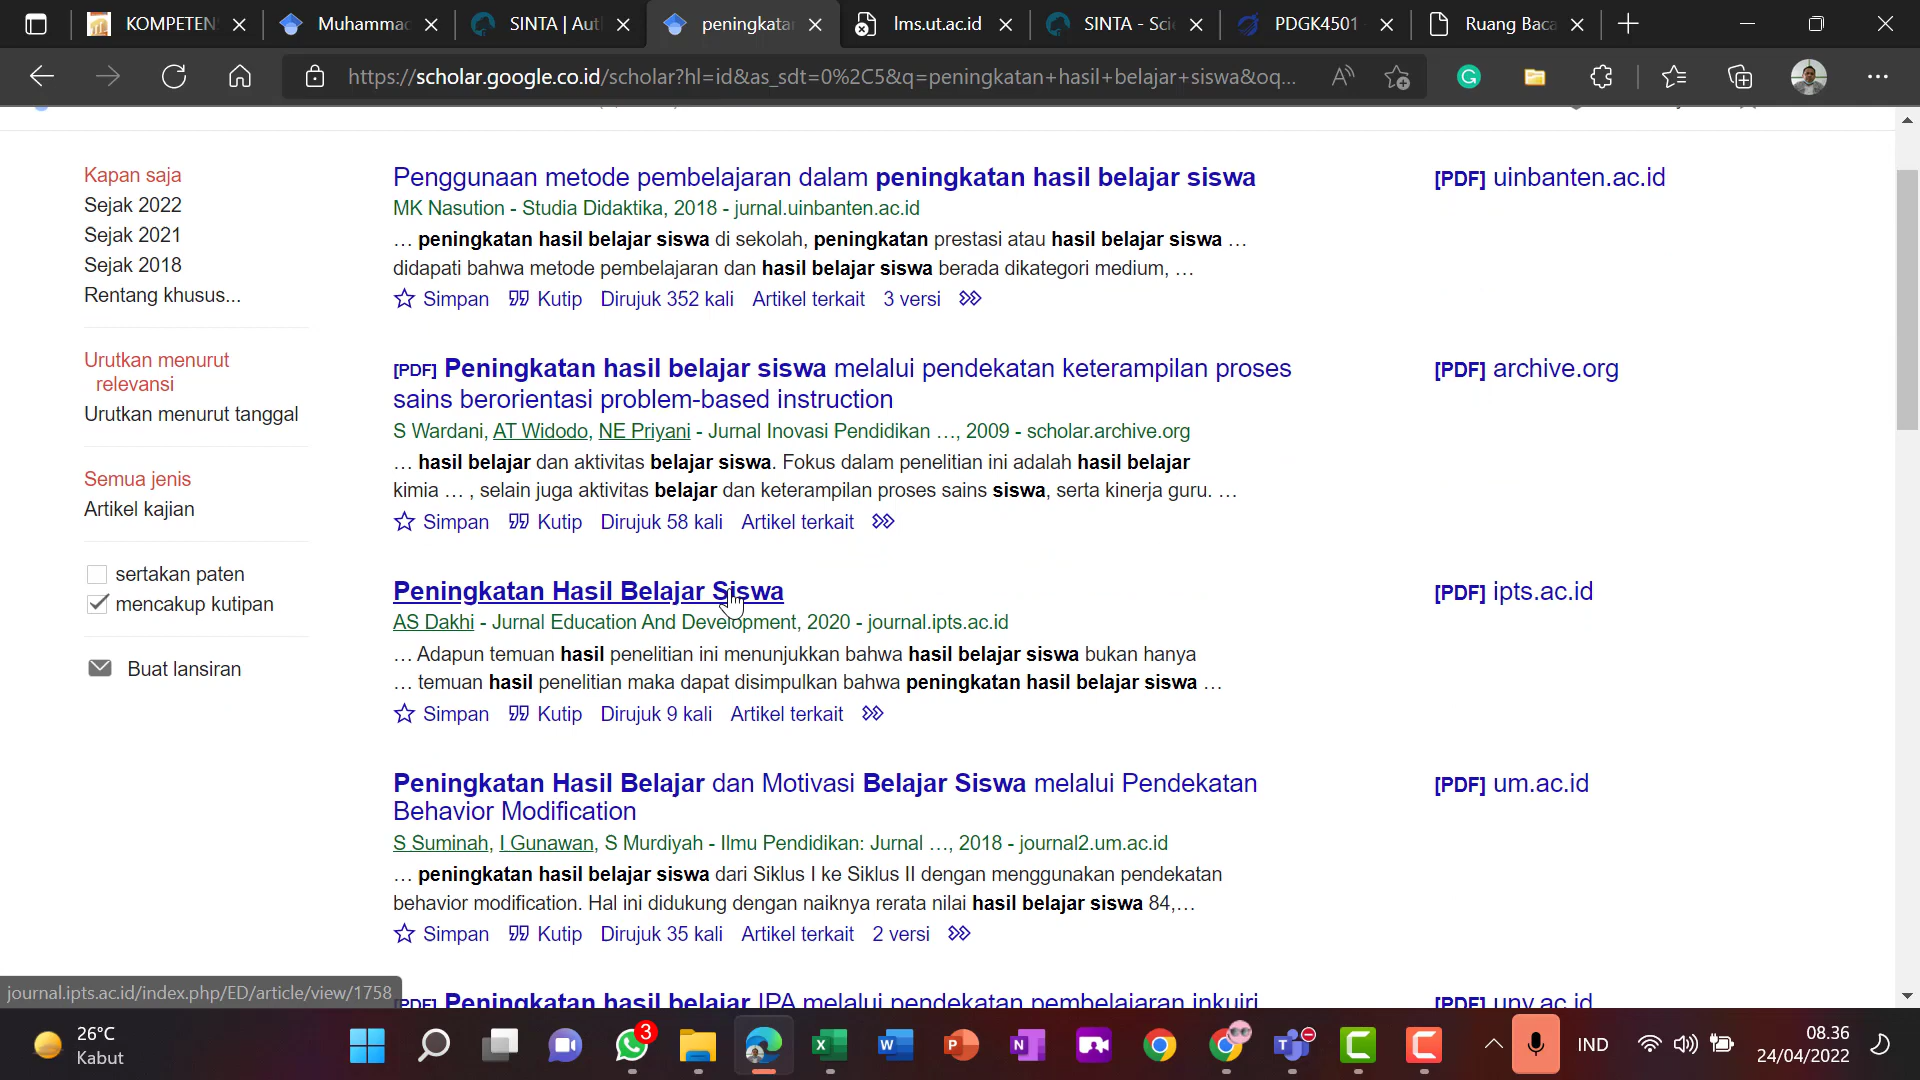 KOMPETEN
Muhammad
SINTA | Aut
peningkata
lms.ut.ac.id
SINTA - Scie
PDGK4501
Ruang Baca
https://scholar.google.co.id/scholar?hl=id&as_sdt=0%2C5&q=peningkatan+hasil+belajar+siswa&oq...
Kapan saja
Sejak 2022
Sejak 2021
Sejak 2018
Rentang khusus...
Urutkan menurut
relevansi
Urutkan menurut tanggal
Semua jenis
Artikel kajian
sertakan paten
mencakup kutipan
Buat lansiran
Penggunaan metode pembelajaran dalam peningkatan hasil belajar siswa
[PDF] uinbanten.ac.id
MK Nasution - Studia Didaktika, 2018 - jurnal.uinbanten.ac.id
… peningkatan hasil belajar siswa di sekolah, peningkatan prestasi atau hasil belajar siswa …
didapati bahwa metode pembelajaran dan hasil belajar siswa berada dikategori medium, …
Simpan Kutip Dirujuk 352 kali Artikel terkait 3 versi
[PDF] Peningkatan hasil belajar siswa melalui pendekatan keterampilan proses
sains berorientasi problem-based instruction
[PDF] archive.org
S Wardani, AT Widodo, NE Priyani - Jurnal Inovasi Pendidikan …, 2009 - scholar.archive.org
… hasil belajar dan aktivitas belajar siswa. Fokus dalam penelitian ini adalah hasil belajar
kimia … , selain juga aktivitas belajar dan keterampilan proses sains siswa, serta kinerja guru. …
Simpan Kutip Dirujuk 58 kali Artikel terkait
Peningkatan Hasil Belajar Siswa
[PDF] ipts.ac.id
AS Dakhi - Jurnal Education And Development, 2020 - journal.ipts.ac.id
… Adapun temuan hasil penelitian ini menunjukkan bahwa hasil belajar siswa bukan hanya
… temuan hasil penelitian maka dapat disimpulkan bahwa peningkatan hasil belajar siswa …
Simpan Kutip Dirujuk 9 kali Artikel terkait
Peningkatan Hasil Belajar dan Motivasi Belajar Siswa melalui Pendekatan
Behavior Modification
[PDF] um.ac.id
S Suminah, I Gunawan, S Murdiyah - Ilmu Pendidikan: Jurnal …, 2018 - journal2.um.ac.id
… peningkatan hasil belajar siswa dari Siklus I ke Siklus II dengan menggunakan pendekatan
behavior modification. Hal ini didukung dengan naiknya rerata nilai hasil belajar siswa 84,…
Simpan Kutip Dirujuk 35 kali Artikel terkait 2 versi
[PDF] Peningkatan hasil belajar IPA melalui pendekatan pembelajaran inkuiri
[PDF] uny.ac.id
journal.ipts.ac.id/index.php/ED/article/view/1758
26°C
Kabut
3
IND
08.36
24/04/2022